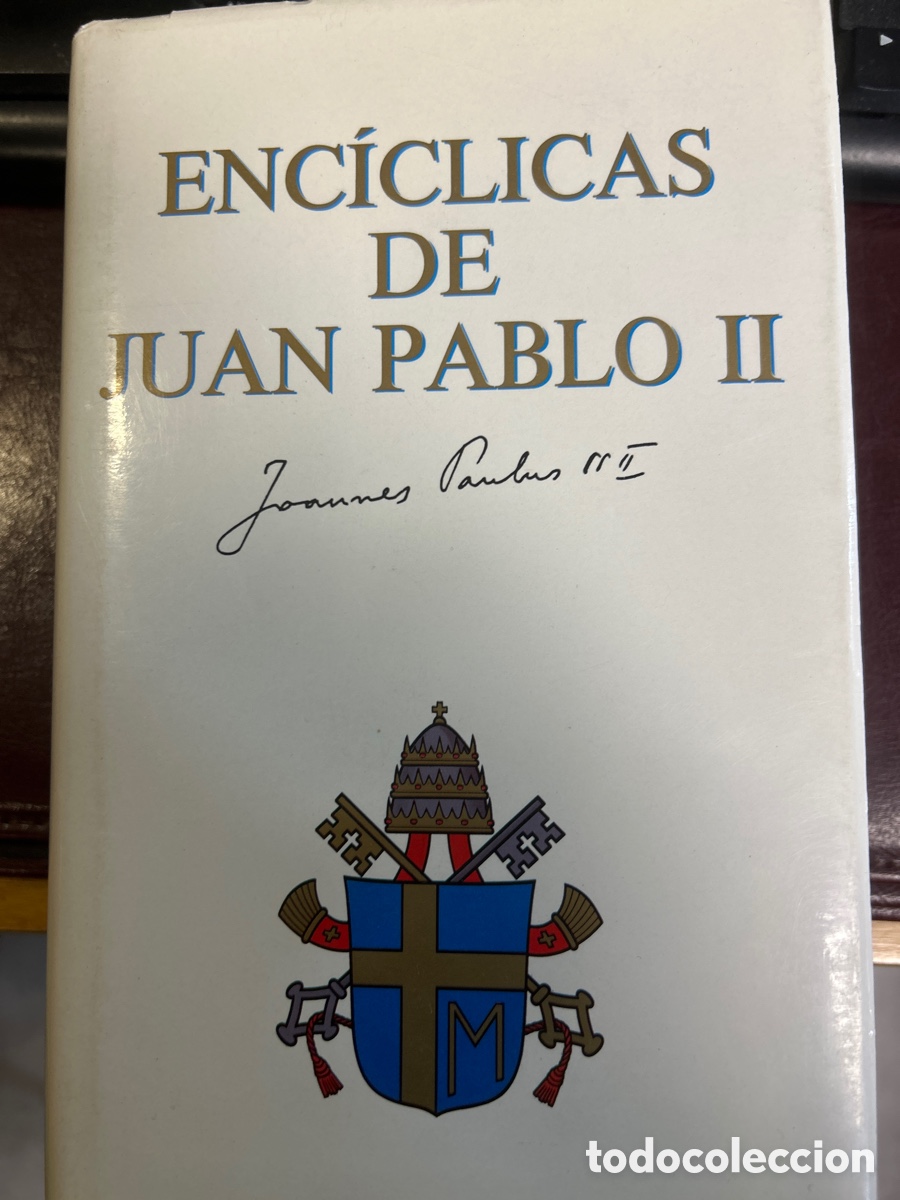 ENCÍCLICAS
DE
JUAN PABLO II
Joannes Paulus PP II
M
todocoleccion